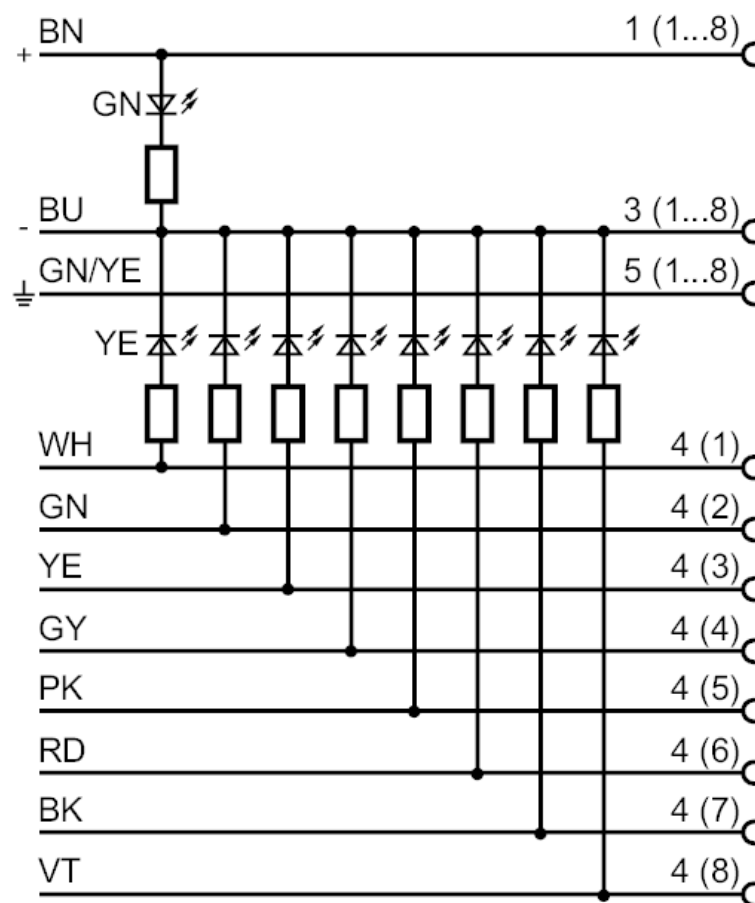 BN 1 (1...8)
+
GN
BU 3 (1...8)
-
GN/YE 5 (1...8)
YE
WH 4 (1)
GN 4 (2)
YE 4 (3)
GY 4 (4)
PK 4 (5)
RD 4 (6)
BK 4 (7)
VT 4 (8)